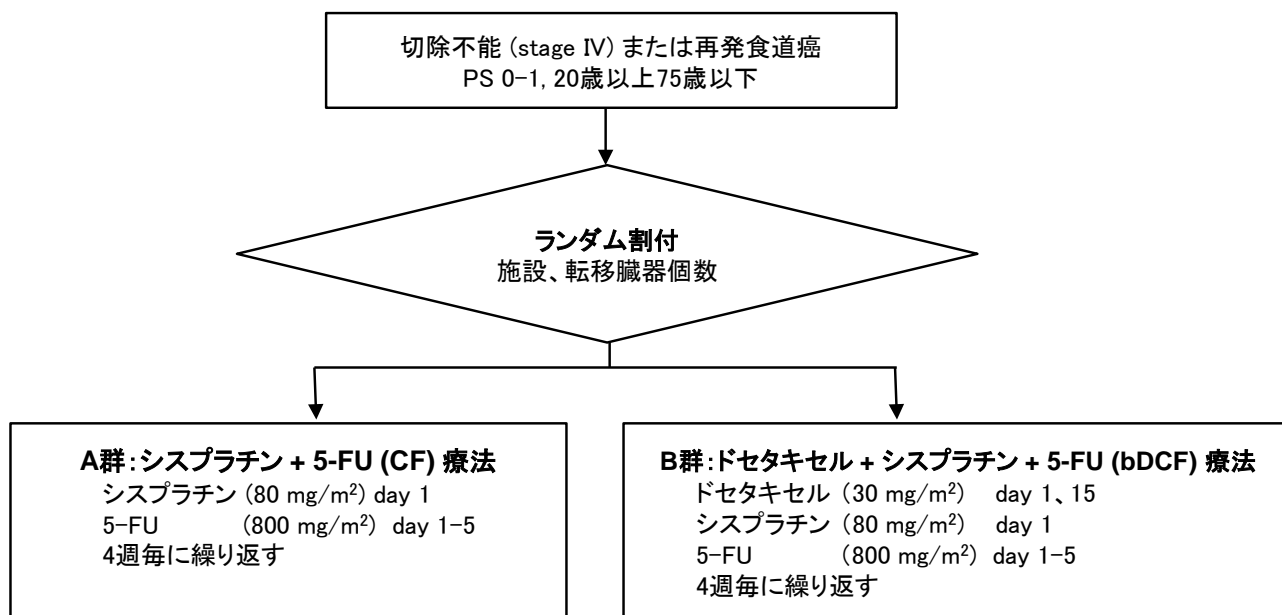 切除不能 (stage IV) または再発食道癌
PS 0-1, 20歳以上75歳以下
ランダム割付
施設、転移臓器個数
A群：シスプラチン + 5-FU (CF) 療法
シスプラチン (80 mg/m²) day 1
5-FU (800 mg/m²) day 1-5
4週毎に繰り返す
B群：ドセタキセル + シスプラチン + 5-FU (bDCF) 療法
ドセタキセル (30 mg/m²) day 1、15
シスプラチン (80 mg/m²) day 1
5-FU (800 mg/m²) day 1-5
4週毎に繰り返す